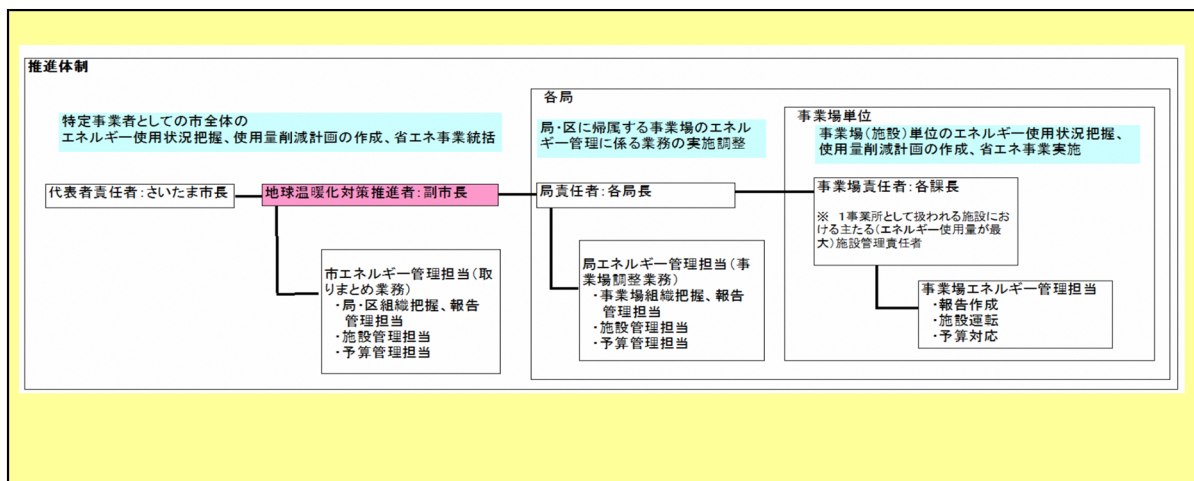 推進体制
特定事業者としての市全体の
エネルギー使用状況把握、使用量削減計画の作成、省エネ事業統括
代表者責任者：さいたま市長
地球温暖化対策推進者：副市長
市エネルギー管理担当（取
りまとめ業務）
・局・区組織把握、報告
管理担当
・施設管理担当
・予算管理担当
各局
局・区に帰属する事業場のエネル
ギー管理に係る業務の実施調整
局責任者：各局長
局エネルギー管理担当（事
業場調整業務）
・事業場組織把握、報告
管理担当
・施設管理担当
・予算管理担当
事業場単位
事業場（施設）単位のエネルギー使用状況把握、
使用量削減計画の作成、省エネ事業実施
事業場責任者：各課長
※　１事業所として扱われる施設にお
ける主たる（エネルギー使用量が最
大）施設管理責任者
事業場エネルギー管理担当
・報告作成
・施設運転
・予算対応